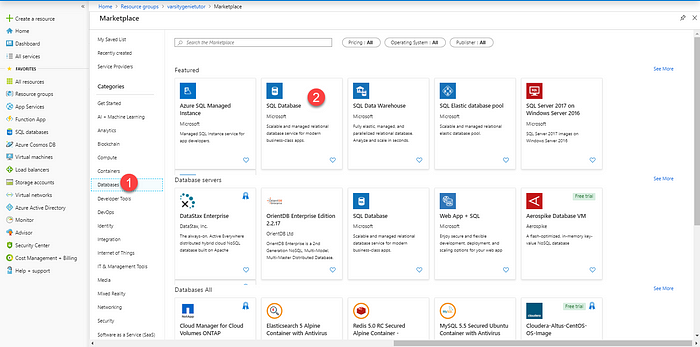 Home > Resource groups > varsitygenietutor > Marketplace
Marketplace
Create a resource
Home
Dashboard
All services
FAVORITES
All resources
Resource groups
App Services
Function App
SQL databases
Azure Cosmos DB
Virtual machines
Load balancers
Storage accounts
Virtual networks
Azure Active Directory
Monitor
Advisor
Security Center
Cost Management + Billing
Help + support
My Saved List
Recently created
Service Providers
Categories
Get Started
AI + Machine Learning
Analytics
Blockchain
Compute
Containers
Databases
1
Developer Tools
DevOps
Identity
Integration
Internet of Things
IT & Management Tools
Media
Mixed Reality
Networking
Security
Software as a Service (SaaS)
Search the Marketplace
Pricing : All
Operating System : All
Publisher : All
Featured
See More
Azure SQL Managed
Instance
Microsoft
Managed SQL Instance service for
app developers
SQL Database
2
Microsoft
Scalable and managed relational
database service for modern
business-class apps.
SQL Data Warehouse
Microsoft
Fully elastic, managed, and
parallelized relational database.
Analyze and scale in seconds.
SQL Elastic database pool
Microsoft
Scalable and managed relational
elastic database pool.
SQL Server 2017 on
Windows Server 2016
Microsoft
SQL Server 2017 images on
Windows Server 2016
Database servers
See More
DataStax Enterprise
DataStax, Inc.
The always-on. Active Everywhere
distributed hybrid cloud NoSQL
database built on Apache
OrientDB
OrientDB Enterprise Edition
2.2.17
OrientDB Ltd
OrientDB Enterprise is a 2nd
Generation NoSQL, Multi-Model,
Multi-Master Distributed Database.
SQL Database
Microsoft
Scalable and managed relational
database service for modern
business-class apps.
Web App + SQL
Microsoft
Enjoy secure and flexible
development, deployment, and
scaling options for your web app
Free trial
Aerospike Database VM
Aerospike
A flash-optimized, in-memory key-
value NoSQL database
Databases All
See More
NetApp
Cloud Manager for Cloud
Volumes ONTAP
Elasticsearch 5 Alpine
Container with Antivirus
Redis 5.0 RC Secured
Alpine Container -
MySQL 5.5 Secured Ubuntu
Container with Antivirus
cloudera
Free trial
Cloudera-Altus-CentOS-
OS-Image